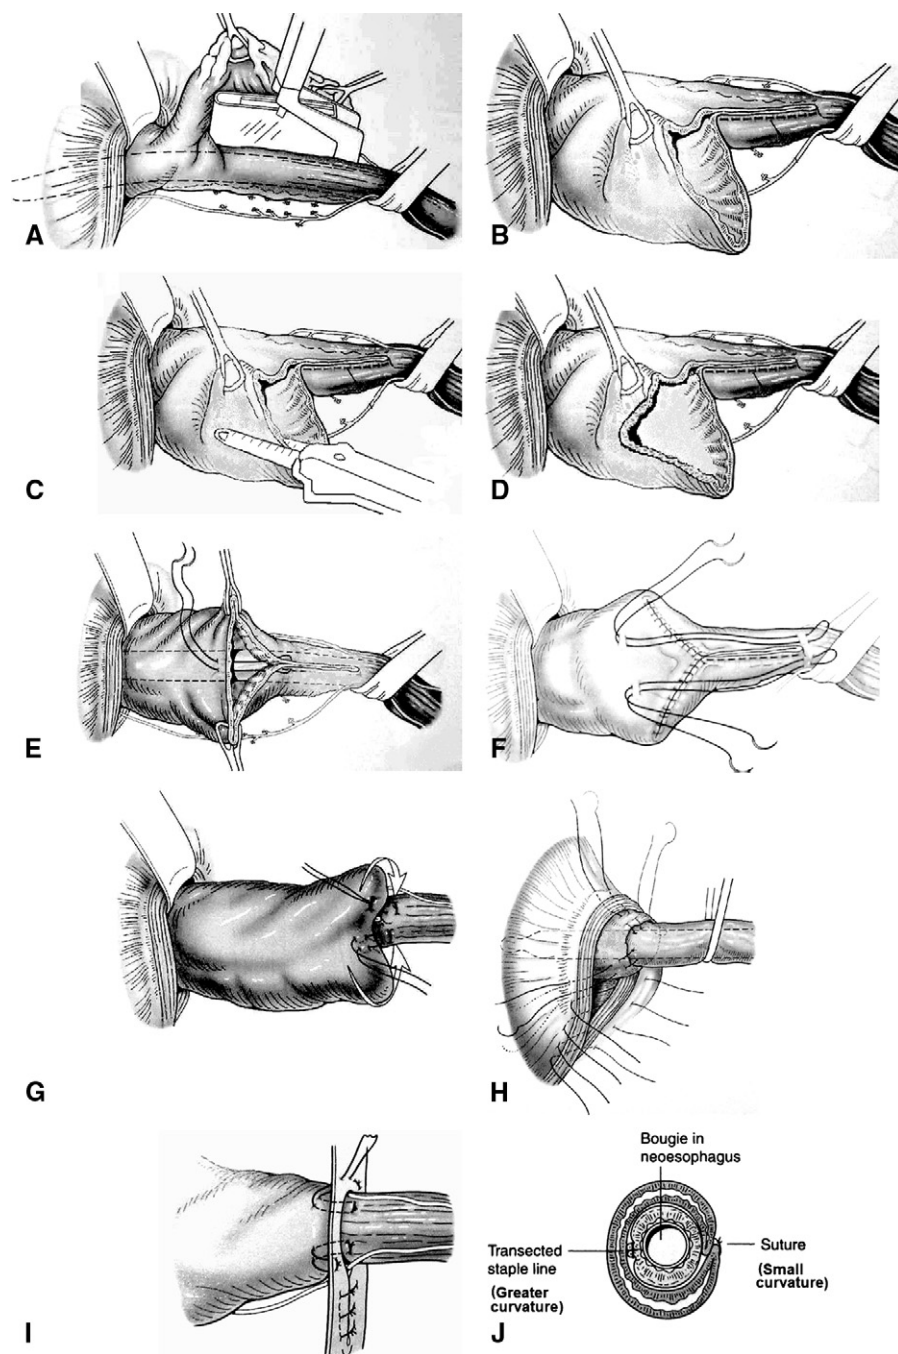 A
B
C
D
E
F
G
H
I
Bougie in
neoesophagus
Transected
staple line
(Greater
curvature)
Suture
(Small
curvature)
J